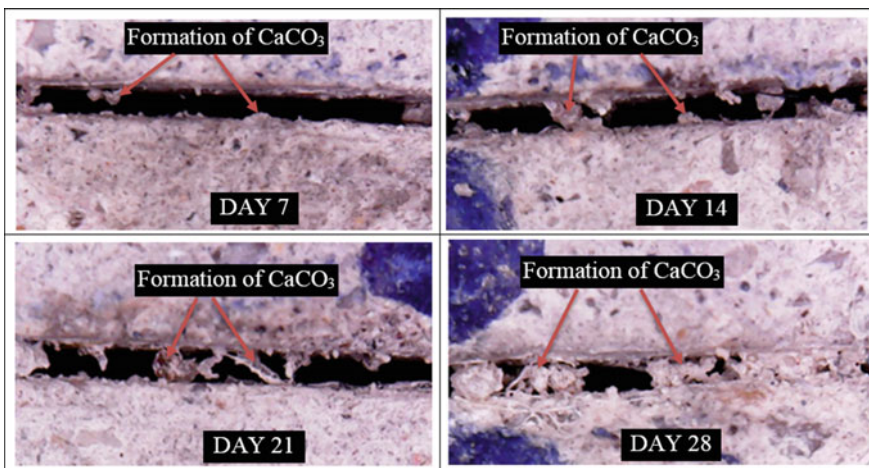 Formation of CaCO₃
DAY 7
Formation of CaCO₃
DAY 14
Formation of CaCO₃
DAY 21
Formation of CaCO₃
DAY 28